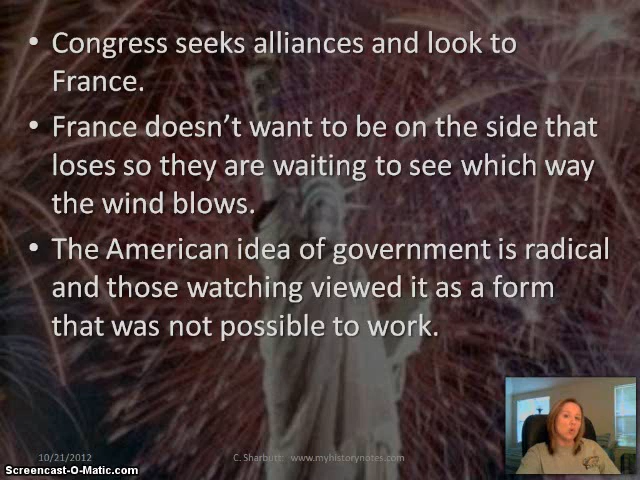 • Congress seeks alliances and look to
France.
• France doesn’t want to be on the side that
loses so they are waiting to see which way
the wind blows.
• The American idea of government is radical
and those watching viewed it as a form
that was not possible to work.
10/21/2012
C. Sharbutt: www.myhistorynotes.com
Screencast-O-Matic.com